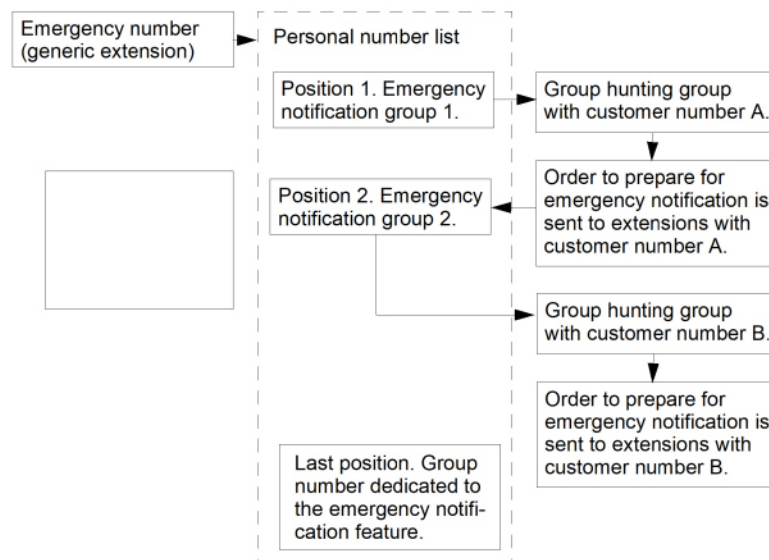 Emergency number
(generic extension)
Personal number list
Position 1. Emergency
notification group 1.
Group hunting group
with customer number A.
Order to prepare for
emergency notification is
sent to extensions with
customer number A.
Position 2. Emergency
notification group 2.
Group hunting group
with customer number B.
Order to prepare for
emergency notification is
sent to extensions with
customer number B.
Last position. Group
number dedicated to
the emergency notifi-
cation feature.